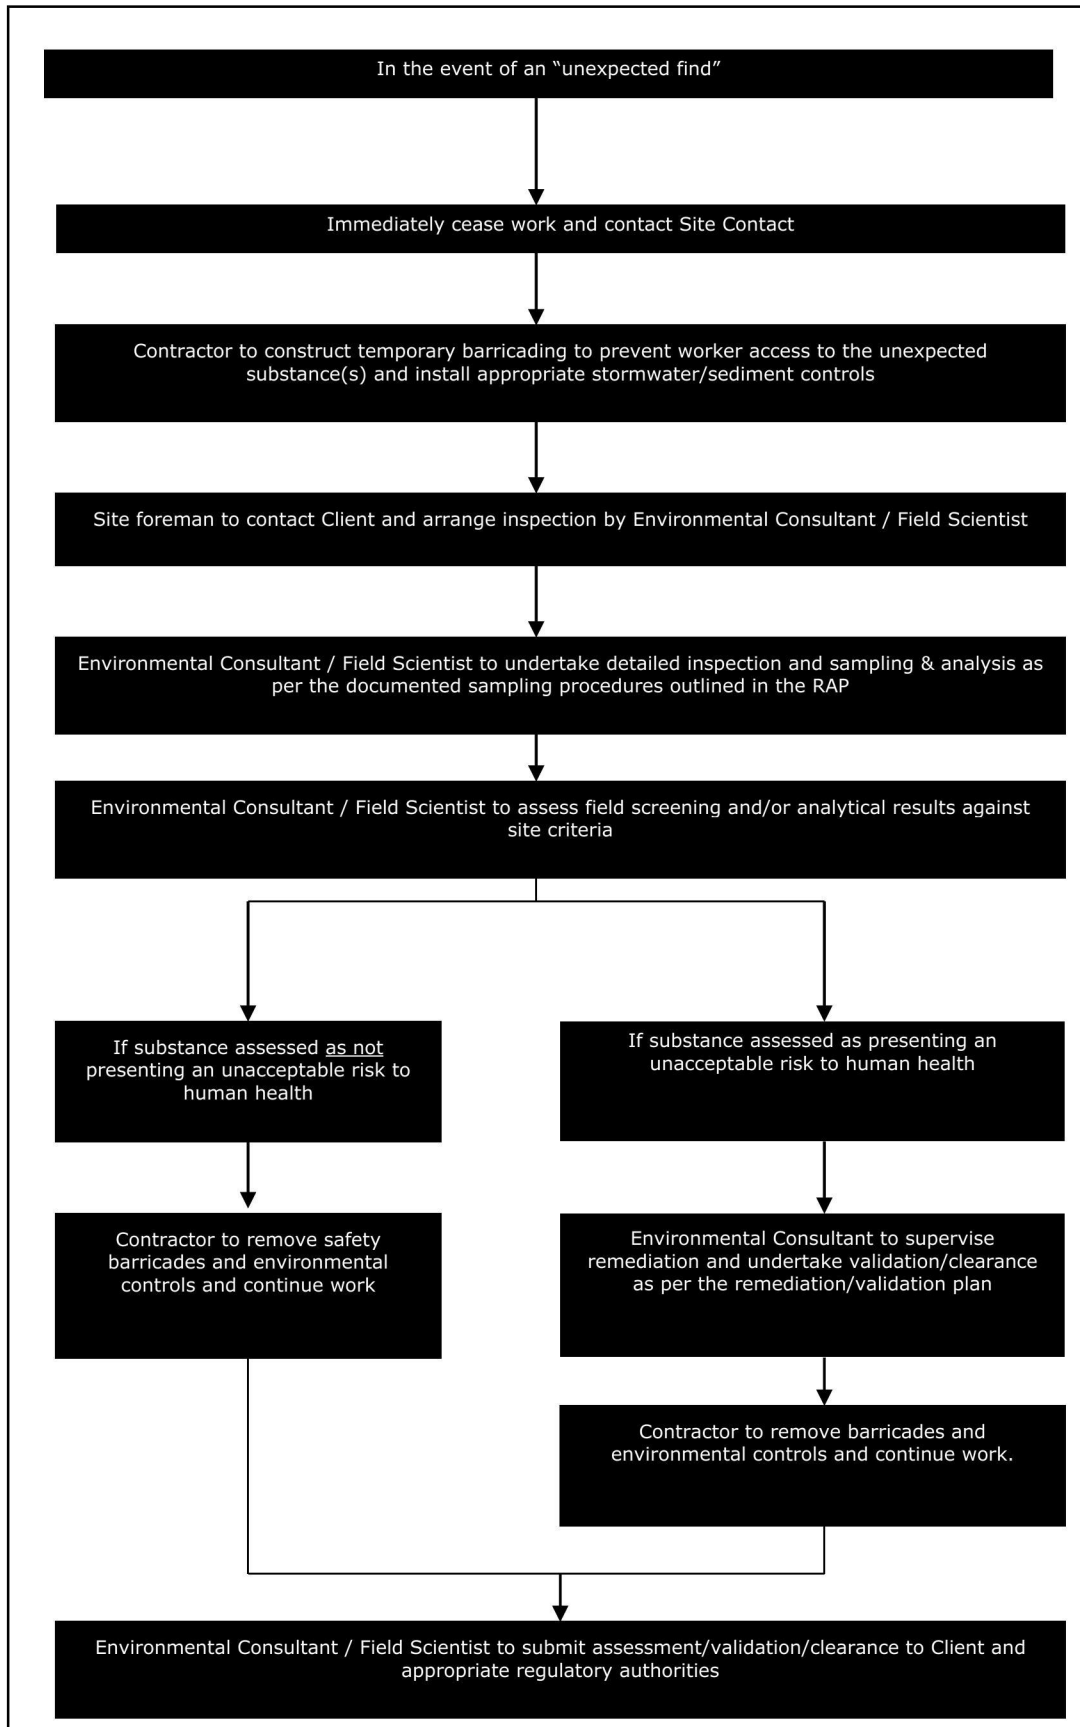 In the event of an “unexpected find”
Immediately cease work and contact Site Contact
Contractor to construct temporary barricading to prevent worker access to the unexpected
substance(s) and install appropriate stormwater/sediment controls
Site foreman to contact Client and arrange inspection by Environmental Consultant / Field Scientist
Environmental Consultant / Field Scientist to undertake detailed inspection and sampling & analysis as
per the documented sampling procedures outlined in the RAP
Environmental Consultant / Field Scientist to assess field screening and/or analytical results against
site criteria
If substance assessed as not
presenting an unacceptable risk to
human health
If substance assessed as presenting an
unacceptable risk to human health
Contractor to remove safety
barricades and environmental
controls and continue work
Environmental Consultant to supervise
remediation and undertake validation/clearance
as per the remediation/validation plan
Contractor to remove barricades and
environmental controls and continue work.
Environmental Consultant / Field Scientist to submit assessment/validation/clearance to Client and
appropriate regulatory authorities